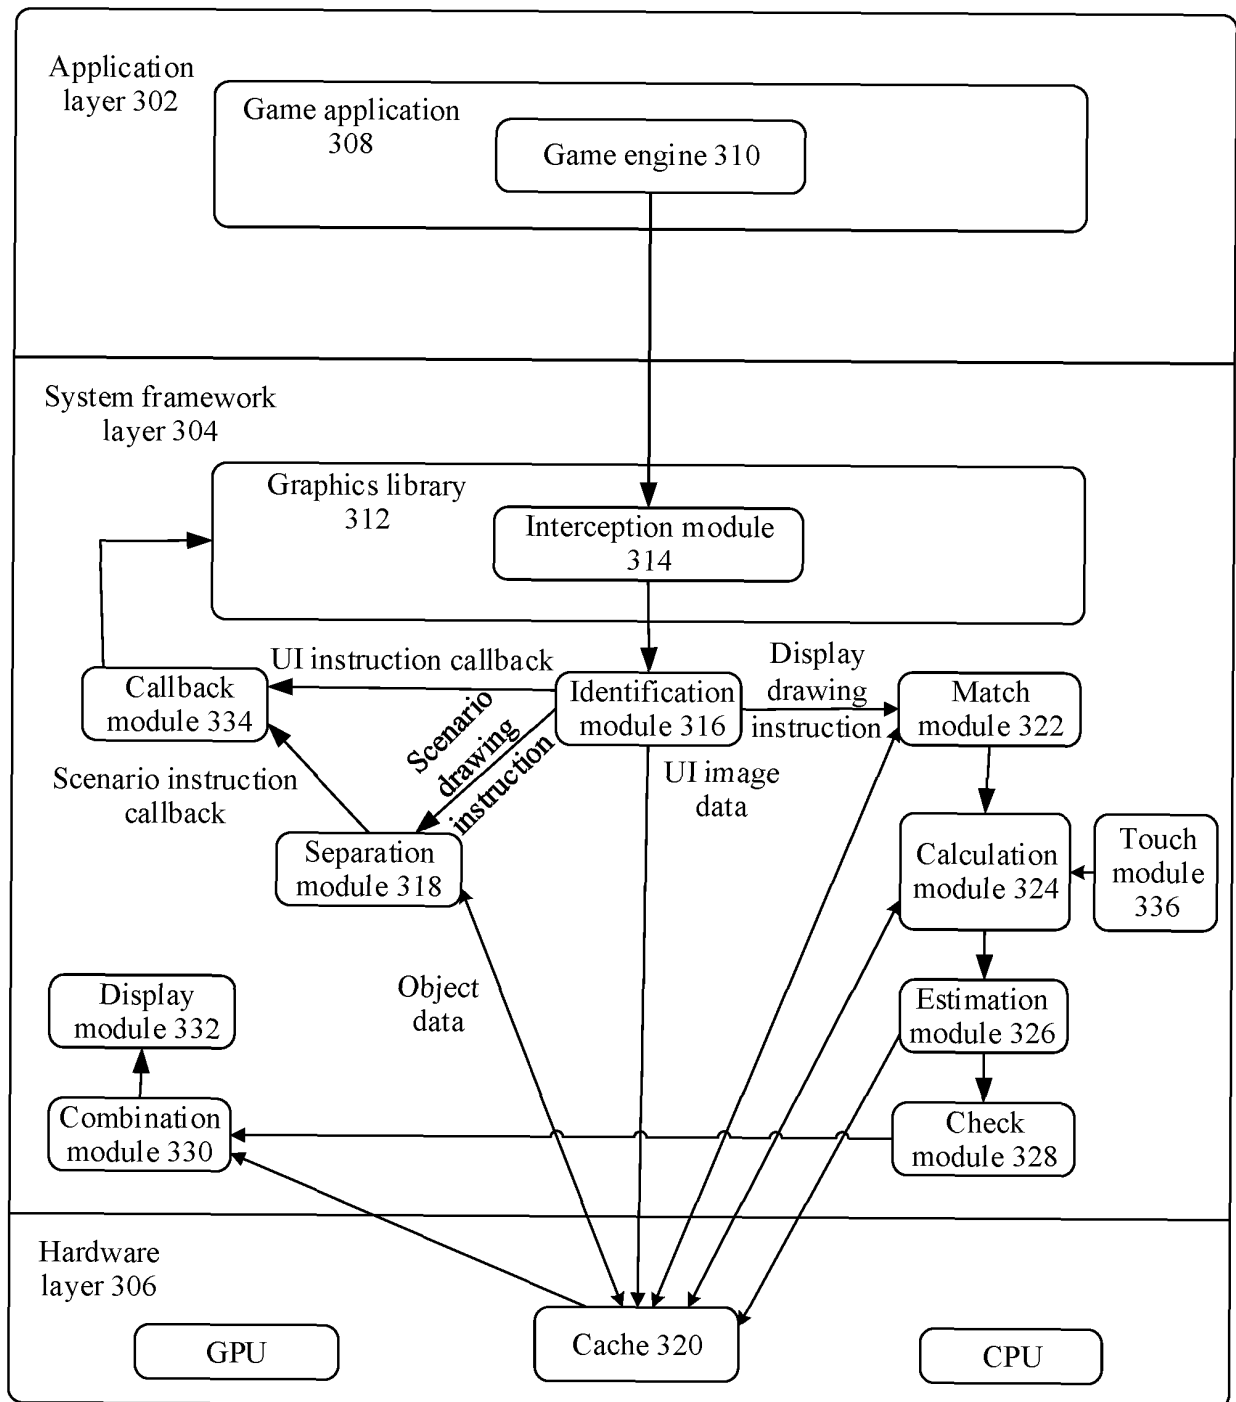 Application
layer 302
Game application
308
Game engine 310
System framework
layer 304
Graphics library
312
Interception module
314
UI instruction callback
Display
drawing
instruction
Callback
module 334
Scenario
drawing
instruction
Identification
module 316
Match
module 322
UI image
data
Scenario instruction
callback
Separation
module 318
Calculation
module 324
Touch
module
336
Object
data
Display
module 332
Estimation
module 326
Combination
module 330
Check
module 328
Hardware
layer 306
GPU
Cache 320
CPU